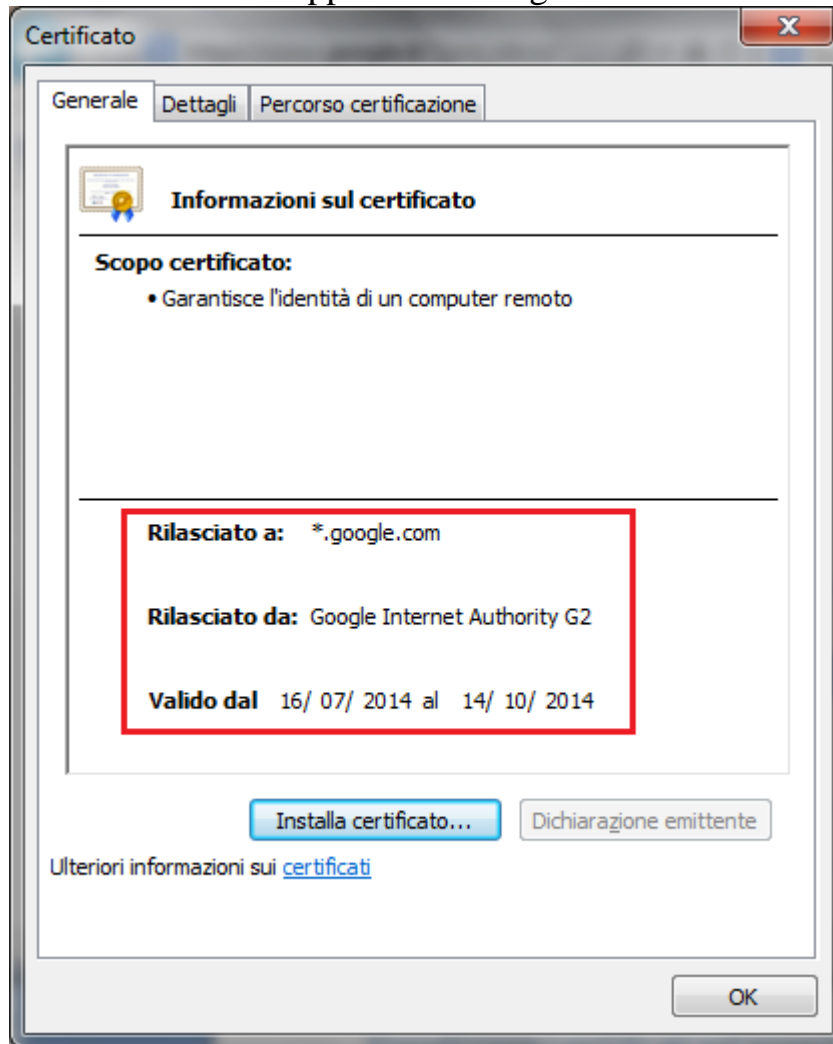 Certificato
Generale Dettagli Percorso certificazione
Informazioni sul certificato
Scopo certificato:
• Garantisce l'identità di un computer remoto
Rilasciato a: *.google.com
Rilasciato da: Google Internet Authority G2
Valido dal 16/ 07/ 2014 al 14/ 10/ 2014
Installa certificato... Dichiarazione emittente
Ulteriori informazioni sui certificati
OK